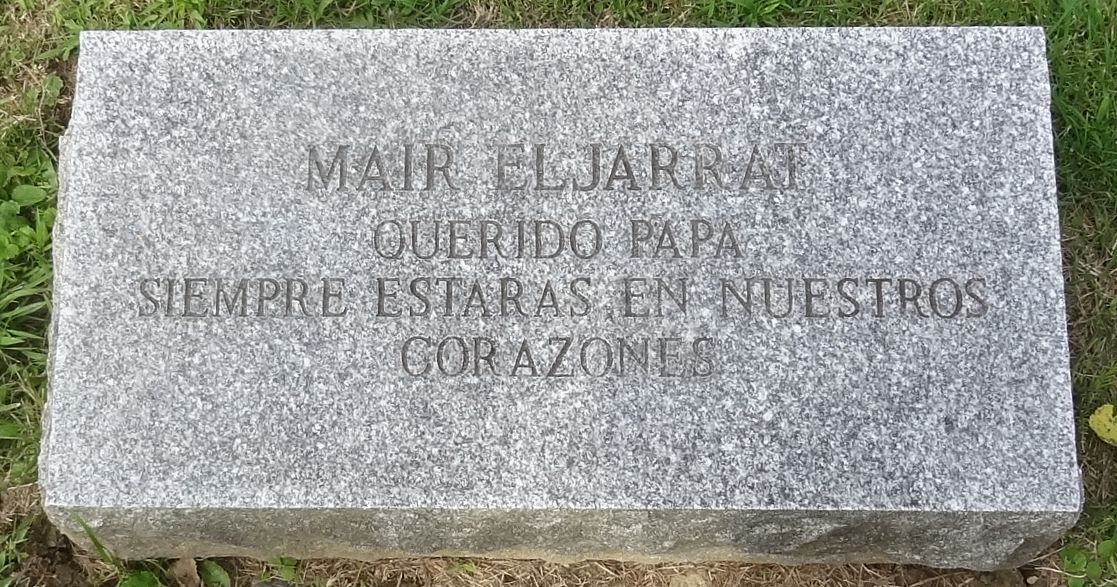 MAIR ELJARRAT
QUERIDO PAPA
SIEMPRE ESTARAS EN NUESTROS
CORAZONES